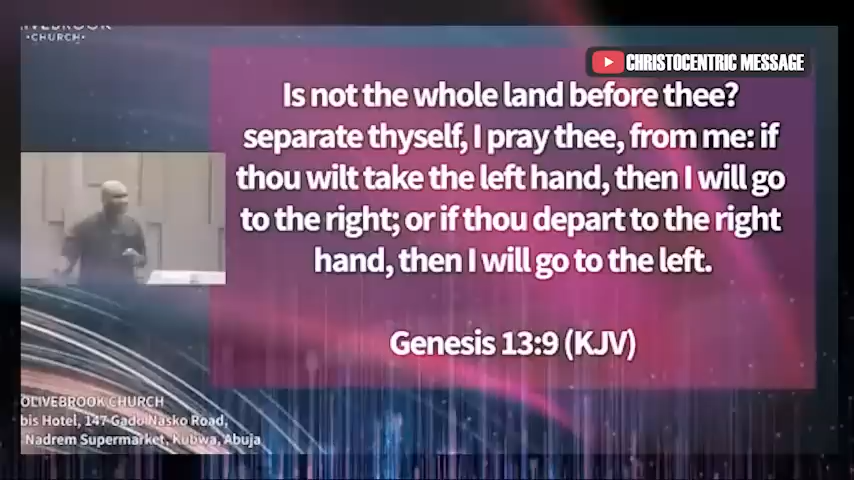 OLIVEBROOK
•CHURCH•
CHRISTOCENTRIC MESSAGE
Is not the whole land before thee?
separate thyself, I pray thee, from me: if
thou wilt take the left hand, then I will go
to the right; or if thou depart to the right
hand, then I will go to the left.
Genesis 13:9 (KJV)
OLIVEBROOK CHURCH
bis Hotel, 147 Gado Nasko Road,
Nadrem Supermarket, Kubwa, Abuja